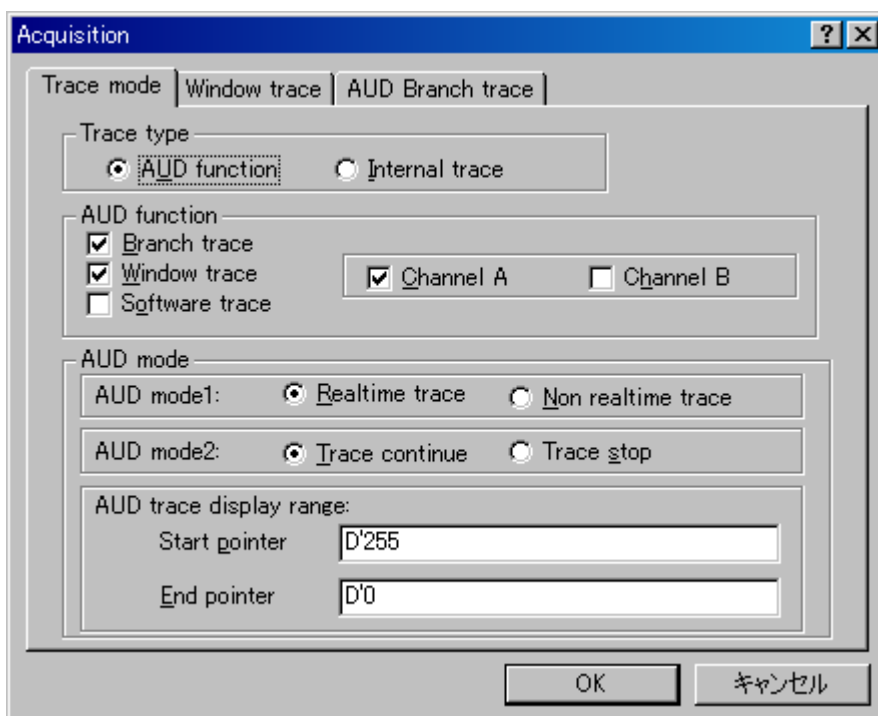 Acquisition
Trace mode Window trace AUD Branch trace
Trace type
AUD function Internal trace
AUD function
Branch trace
Window trace Channel A Channel B
Software trace
AUD mode
AUD mode1: Realtime trace Non realtime trace
AUD mode2: Trace continue Trace stop
AUD trace display range:
Start pointer D'255
End pointer D'0
OK キャンセル